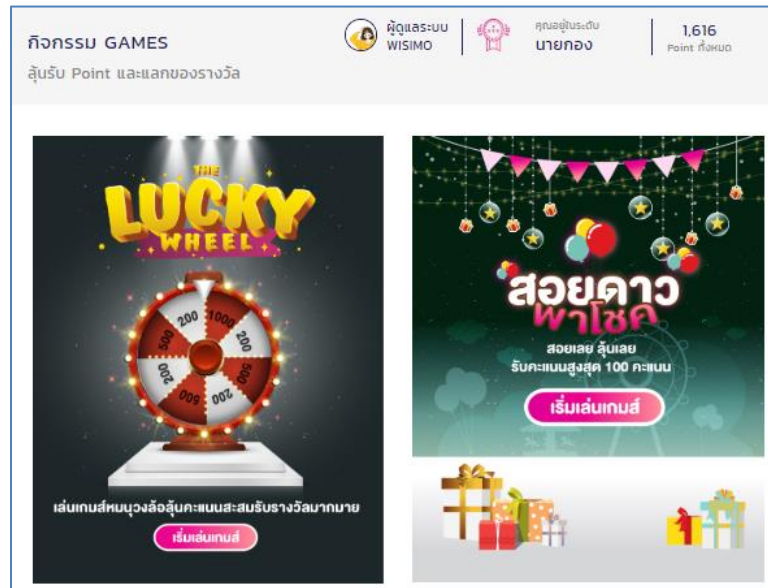 กิจกรรม GAMES
ลุ้นรับ Point และแลกของรางวัล
ผู้ดูแลระบบ
WISIMO
คุณอยู่ในระดับ
นายกอง
1,616
Point ทั้งหมด
THE
LUCKY
WHEEL
200
1000
200
500
200
500
200
500
เล่นเกมส์หมนุวงล้อลุ้นคะแนนสะสมรับรางวัลมากมาย
เริ่มเล่นเกมส์
สอยดาว
พาโชค
สอยเลย ลุ้นเลย
รับคะแนนสูงสุด 100 คะแนน
เริ่มเล่นเกมส์